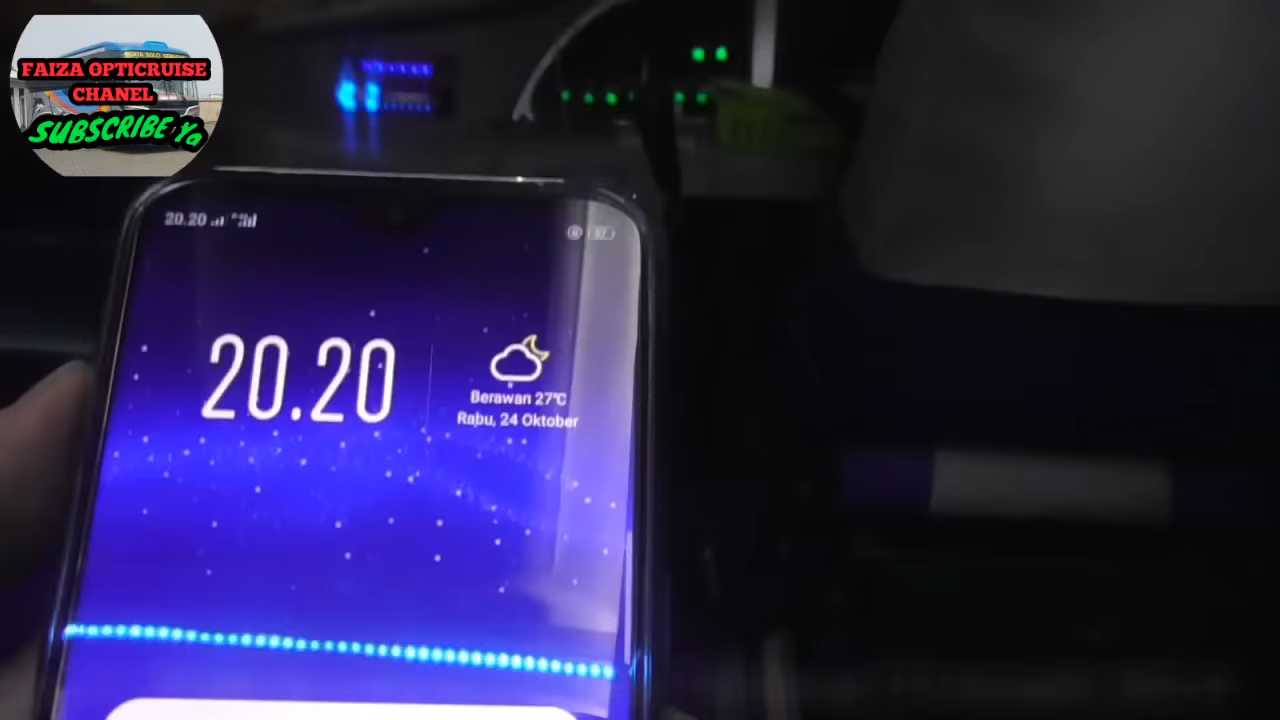 FAIZA OPTICRUISE
CHANEL
SUBSCRIBE Ya
20.20
20.20
Berawan 27°C
Rabu, 24 Oktober